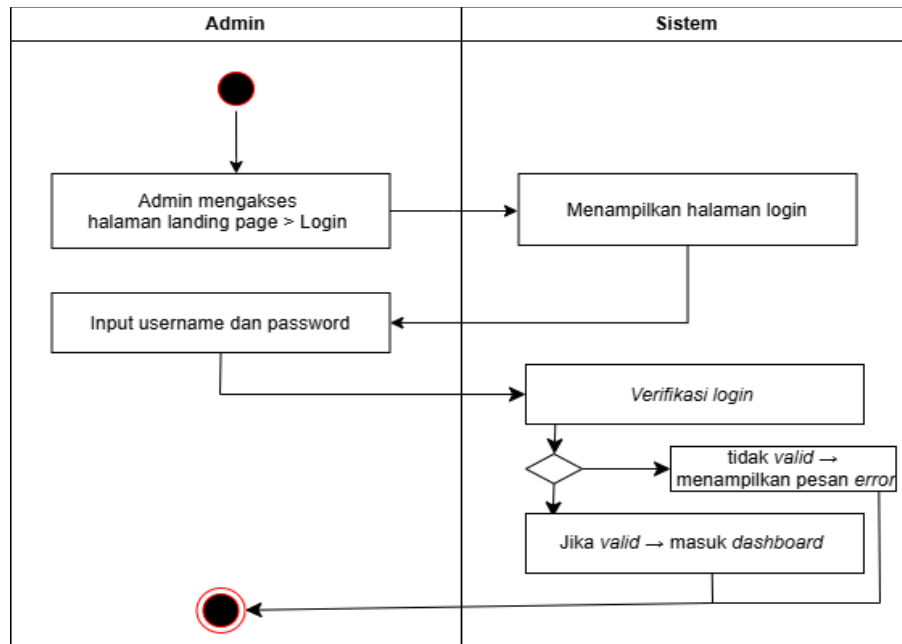 Admin
Sistem
Admin mengakses
halaman landing page > Login
Menampilkan halaman login
Input username dan password
Verifikasi login
tidak valid →
menampilkan pesan error
Jika valid → masuk dashboard